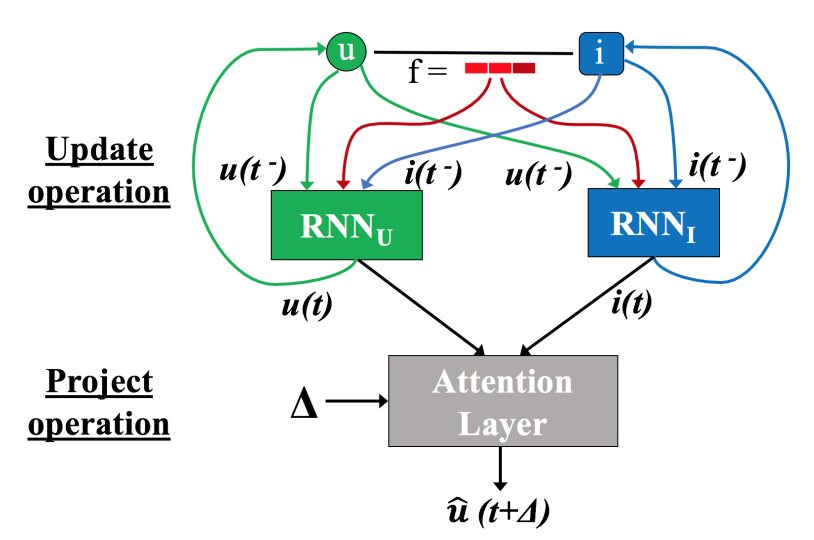 u
i
f =
Update
operation
u(t⁻)
i(t⁻)
u(t⁻)
i(t⁻)
RNN_U
RNN_I
u(t)
i(t)
Project
operation
Δ
Attention
Layer
û (t+Δ)